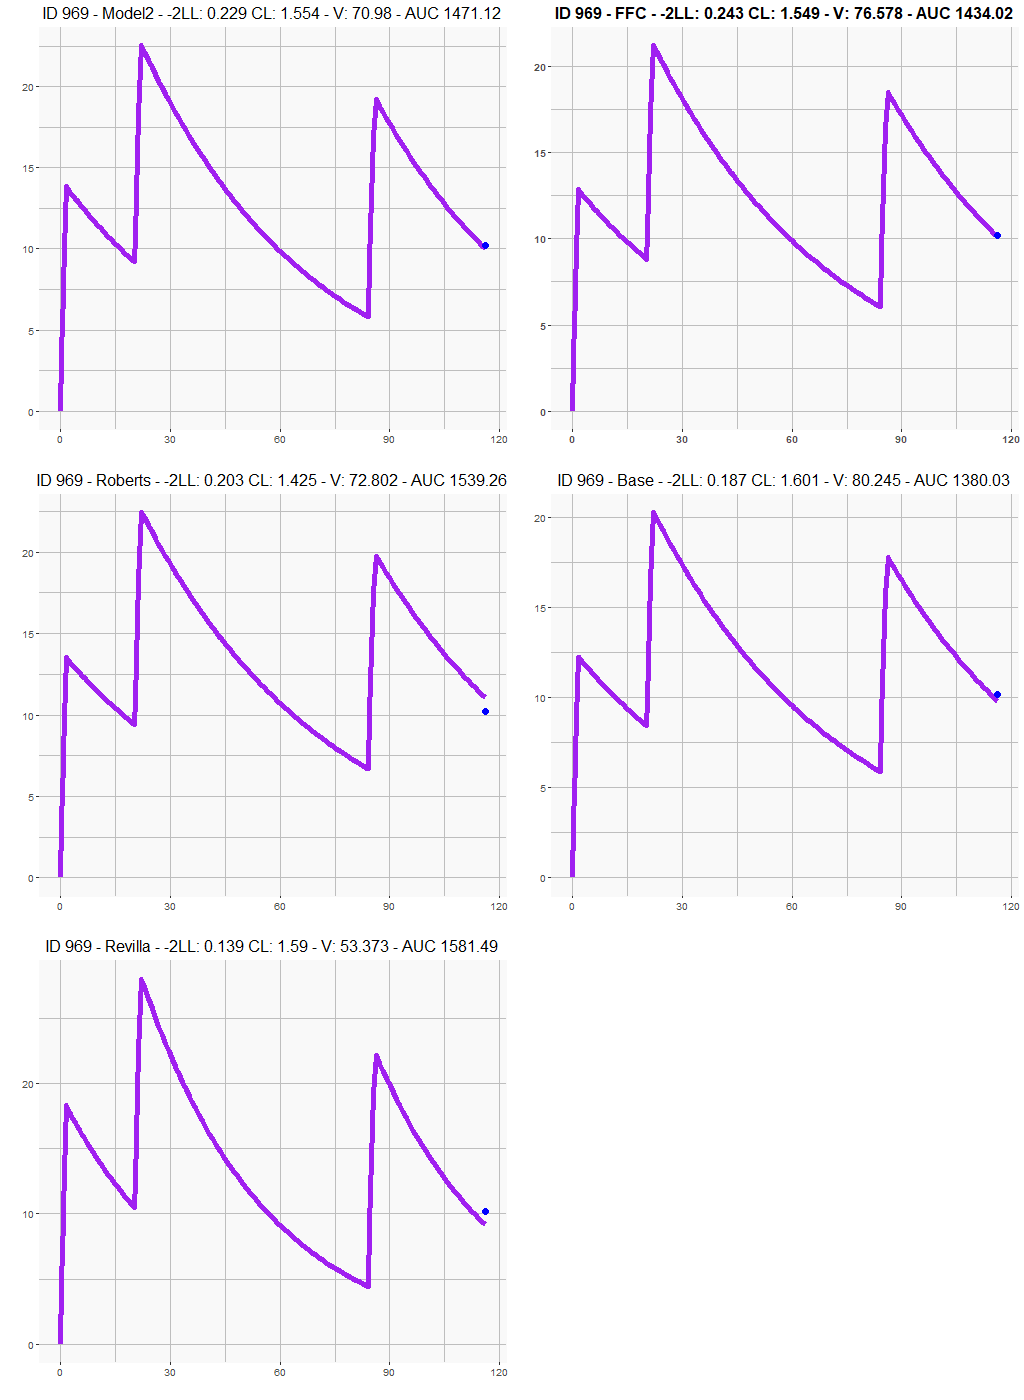 ID 969 - Model2 - -2LL: 0.229 CL: 1.554 - V: 70.98 - AUC 1471.12
20
15
10
5
0
0 30 60 90 120
ID 969 - FFC - -2LL: 0.243 CL: 1.549 - V: 76.578 - AUC 1434.02
20
15
10
5
0
0 30 60 90 120
ID 969 - Roberts - -2LL: 0.203 CL: 1.425 - V: 72.802 - AUC 1539.26
20
15
10
5
0
0 30 60 90 120
ID 969 - Base - -2LL: 0.187 CL: 1.601 - V: 80.245 - AUC 1380.03
20
15
10
5
0
0 30 60 90 120
ID 969 - Revilla - -2LL: 0.139 CL: 1.59 - V: 53.373 - AUC 1581.49
20
10
0
0 30 60 90 120